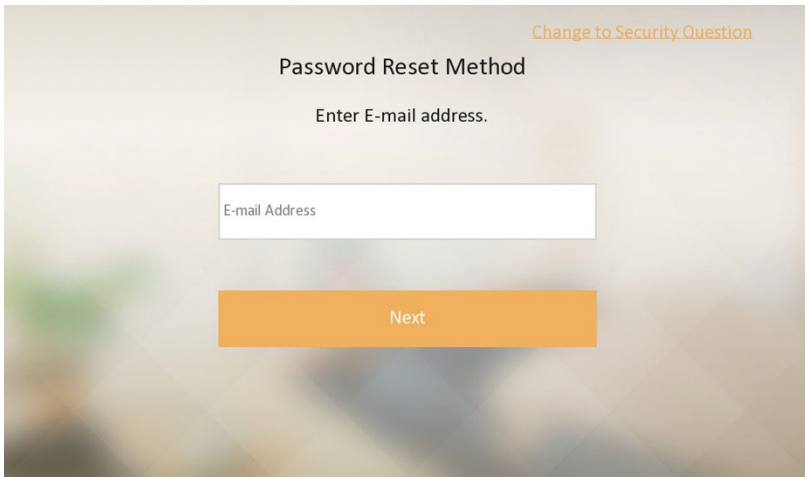 Change to Security Question
Password Reset Method
Enter E-mail address.
E-mail Address
Next